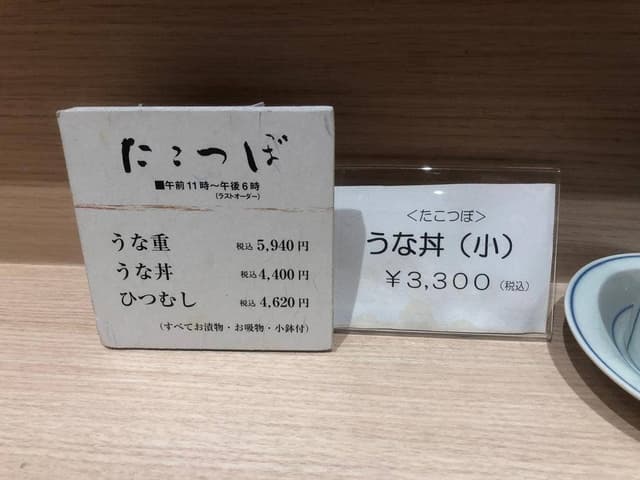 たこつぼ
■午前11時～午後6時
(ラストオーダー)
うな重 税込 5,940円
うな丼 税込 4,400円
ひつむし 税込 4,620円
(すべてお漬物・お吸物・小鉢付)
＜たこつぼ＞
うな丼（小）
￥3,300（税込）